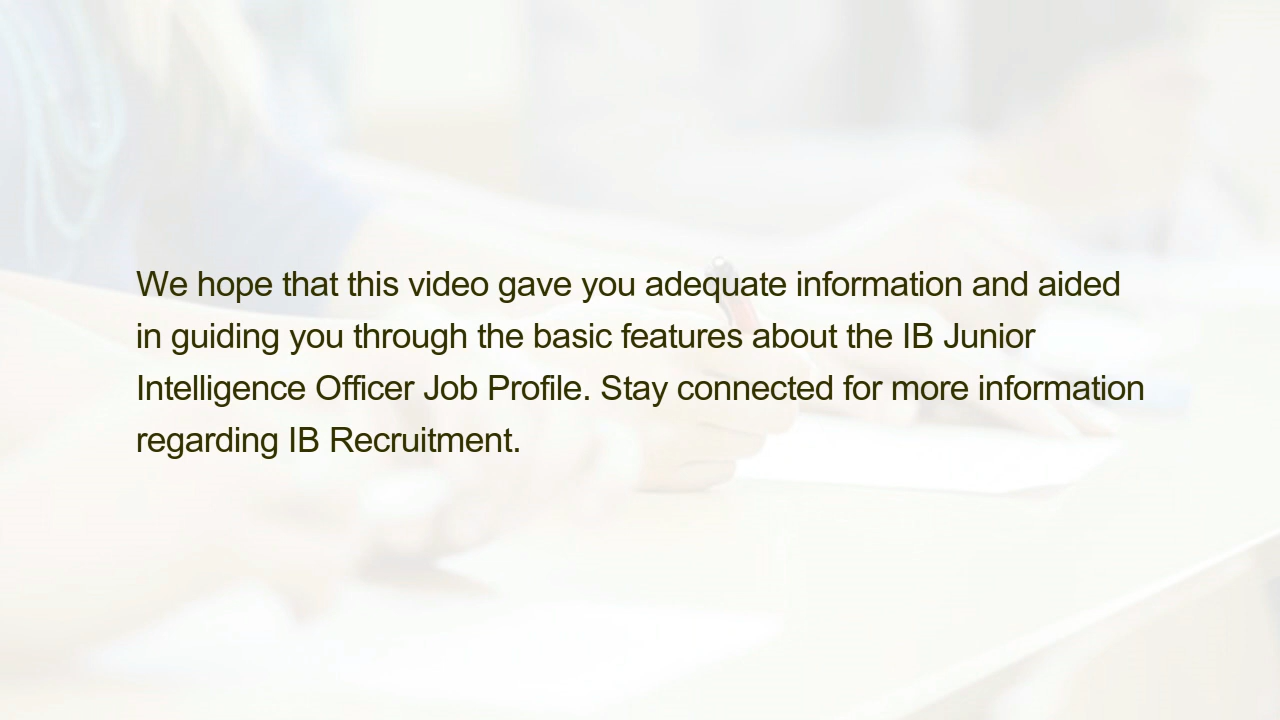 We hope that this video gave you adequate information and aided
in guiding you through the basic features about the IB Junior
Intelligence Officer Job Profile. Stay connected for more information
regarding IB Recruitment.